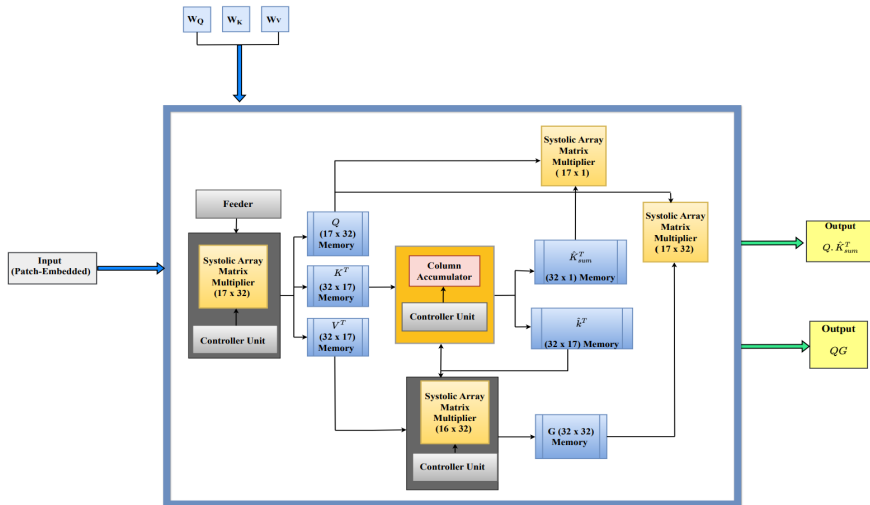 W_Q
W_K
W_V
Systolic Array
Matrix
Multiplier
( 17 x 1)
Feeder
Q
(17 x 32)
Memory
Systolic Array
Matrix
Multiplier
( 17 x 32)
Output
Q. K̂^T_sum
Input
(Patch-Embedded)
Systolic Array
Matrix
Multiplier
(17 x 32)
Controller Unit
K^T
(32 x 17)
Memory
Column
Accumulator
Controller Unit
K̂^T_sum
(32 x 1) Memory
V^T
(32 x 17)
Memory
k̂^T
(32 x 17) Memory
Output
QG
Systolic Array
Matrix
Multiplier
(16 x 32)
Controller Unit
G (32 x 32)
Memory